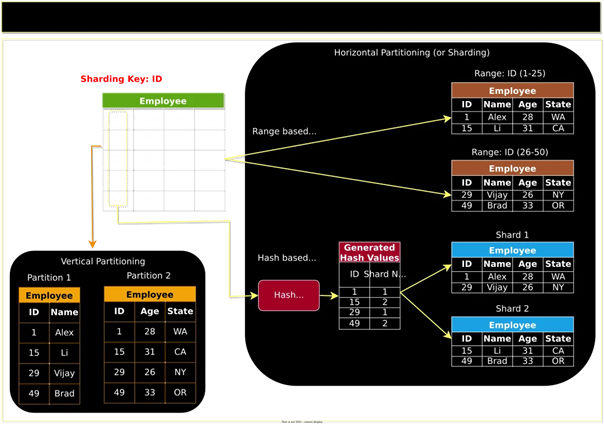 Horizontal Partitioning (or Sharding)
Sharding Key: ID
Employee
Range based...
Range: ID (1-25)
Employee
ID Name Age State
1 Alex 28 WA
15 Li 31 CA
Range: ID (26-50)
Employee
ID Name Age State
29 Vijay 26 NY
49 Brad 33 OR
Vertical Partitioning
Partition 1
Employee
ID Name
1 Alex
15 Li
29 Vijay
49 Brad
Partition 2
Employee
ID Age State
1 28 WA
15 31 CA
29 26 NY
49 33 OR
Hash based...
Hash...
Generated
Hash Values
ID Shard N...
1 1
15 2
29 1
49 2
Shard 1
Employee
ID Name Age State
1 Alex 28 WA
29 Vijay 26 NY
Shard 2
Employee
ID Name Age State
15 Li 31 CA
49 Brad 33 OR